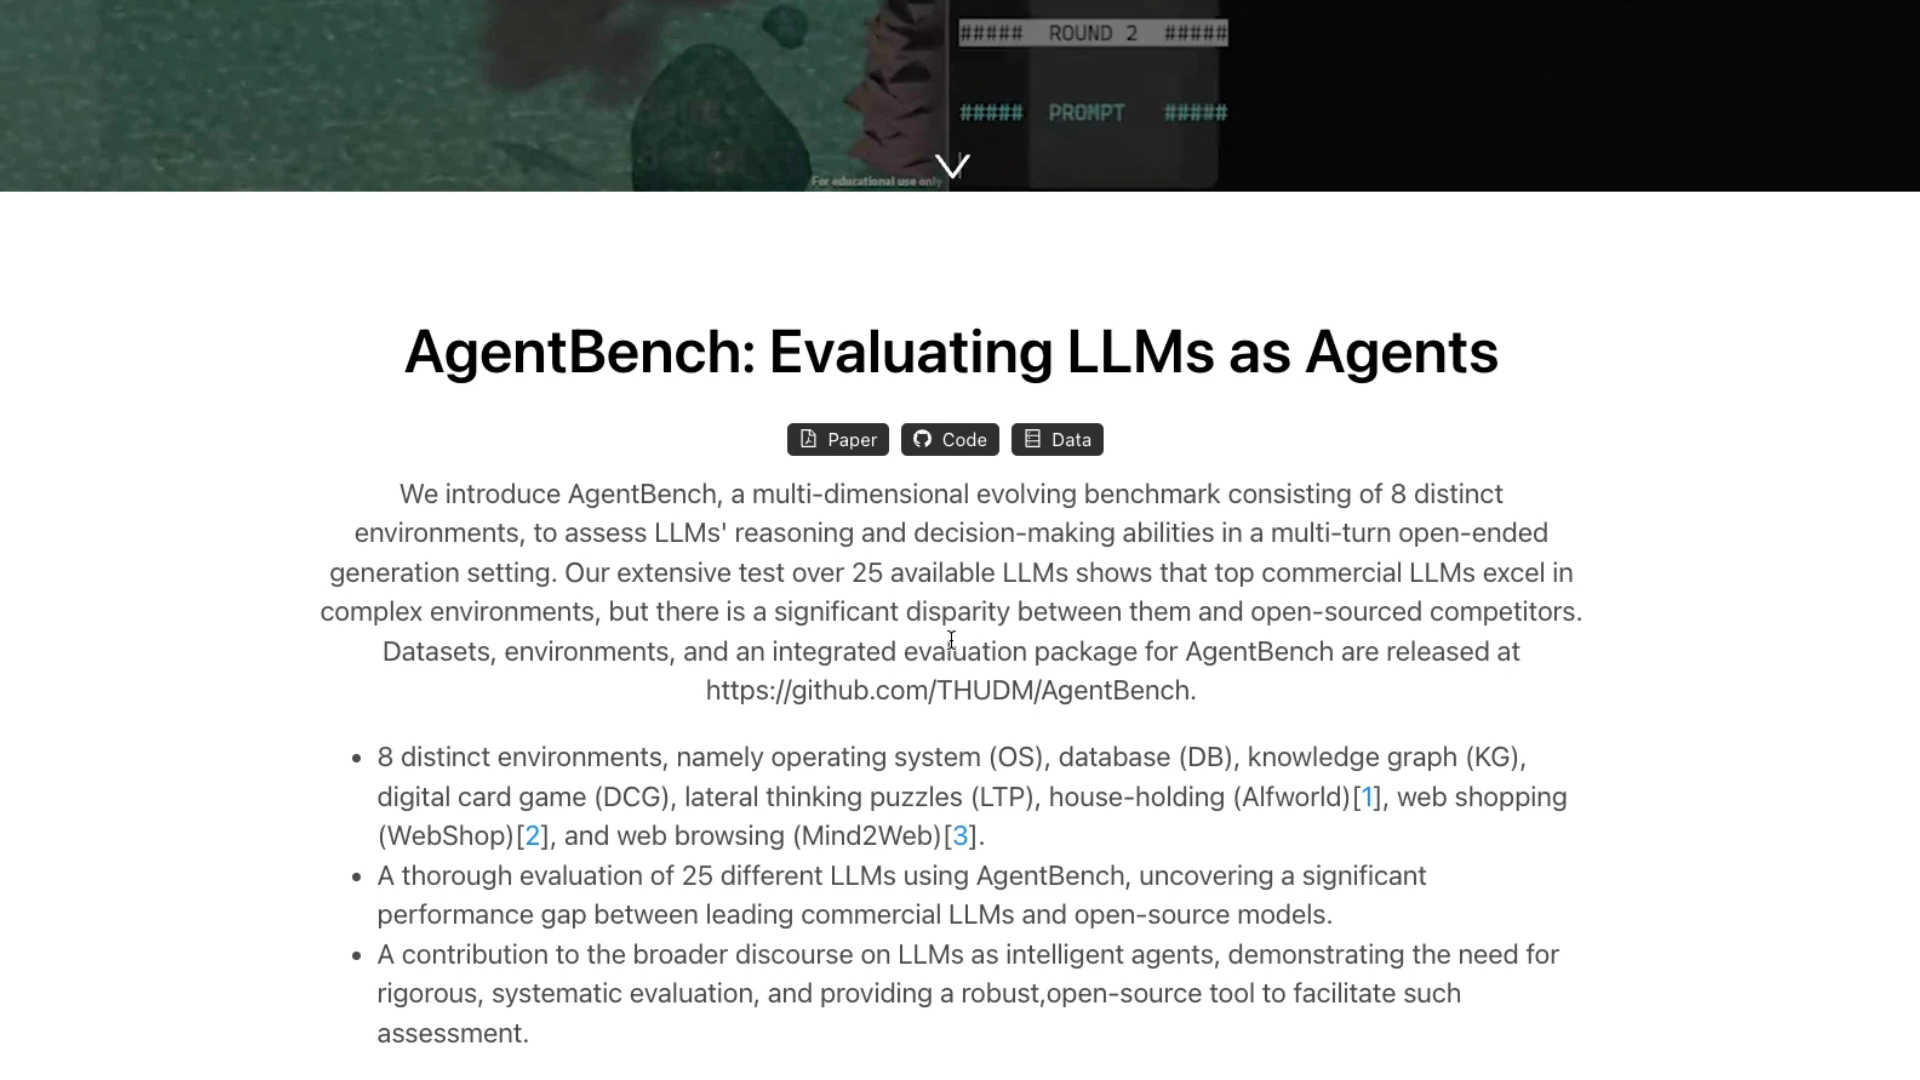 ##### ROUND 2 #####
##### PROMPT #####
For educational use only
AgentBench: Evaluating LLMs as Agents
Paper Code Data
We introduce AgentBench, a multi-dimensional evolving benchmark consisting of 8 distinct
environments, to assess LLMs' reasoning and decision-making abilities in a multi-turn open-ended
generation setting. Our extensive test over 25 available LLMs shows that top commercial LLMs excel in
complex environments, but there is a significant disparity between them and open-sourced competitors.
Datasets, environments, and an integrated evaluation package for AgentBench are released at
https://github.com/THUDM/AgentBench.
• 8 distinct environments, namely operating system (OS), database (DB), knowledge graph (KG),
digital card game (DCG), lateral thinking puzzles (LTP), house-holding (Alfworld)[1], web shopping
(WebShop)[2], and web browsing (Mind2Web)[3].
• A thorough evaluation of 25 different LLMs using AgentBench, uncovering a significant
performance gap between leading commercial LLMs and open-source models.
• A contribution to the broader discourse on LLMs as intelligent agents, demonstrating the need for
rigorous, systematic evaluation, and providing a robust,open-source tool to facilitate such
assessment.